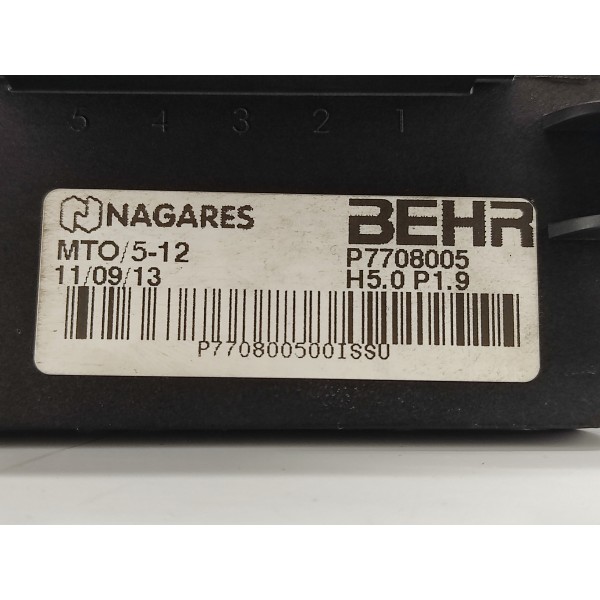 5 4 3 2 1
NAGARES BEHR
MTO/5-12 P7708005
11/09/13 H5.0 P1.9
P770800500ISSU